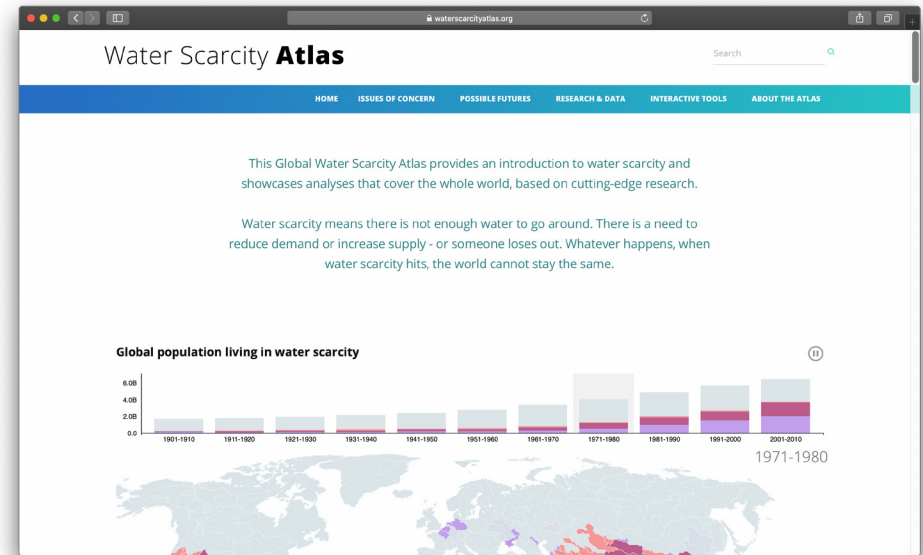 waterscarcityatlas.org
Water Scarcity Atlas
Search
HOME ISSUES OF CONCERN POSSIBLE FUTURES RESEARCH & DATA INTERACTIVE TOOLS ABOUT THE ATLAS
This Global Water Scarcity Atlas provides an introduction to water scarcity and
showcases analyses that cover the whole world, based on cutting-edge research.
Water scarcity means there is not enough water to go around. There is a need to
reduce demand or increase supply - or someone loses out. Whatever happens, when
water scarcity hits, the world cannot stay the same.
Global population living in water scarcity
6.0B
4.0B
2.0B
0.0
1901-1910 1911-1920 1921-1930 1931-1940 1941-1950 1951-1960 1961-1970 1971-1980 1981-1990 1991-2000 2001-2010
1971-1980